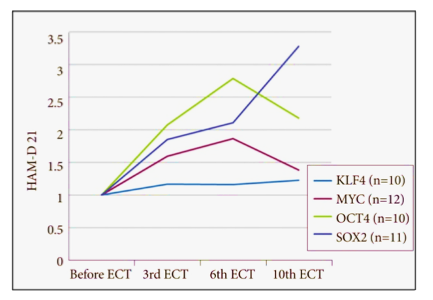 3.5
3
2.5
2
1.5
1
0.5
0
HAM-D 21
Before ECT 3rd ECT 6th ECT 10th ECT
KLF4 (n=10)
MYC (n=12)
OCT4 (n=10)
SOX2 (n=11)